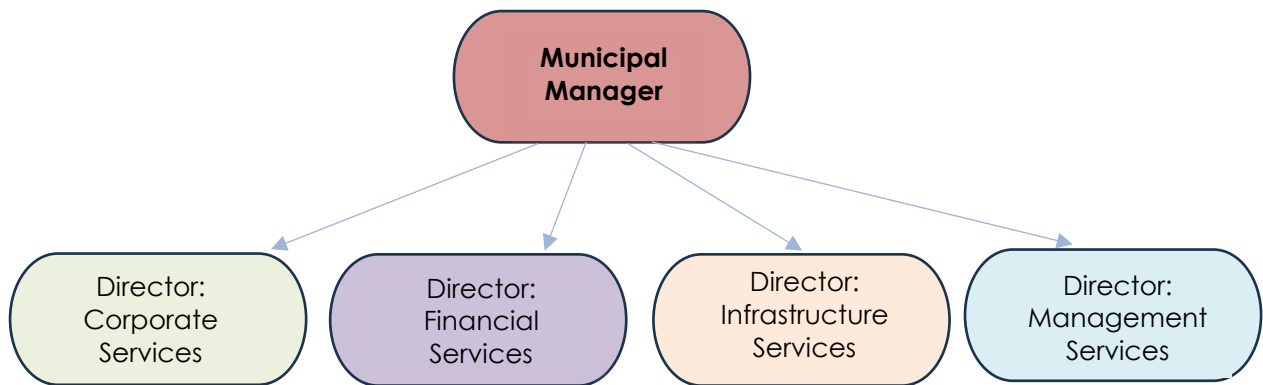 Municipal
Manager
Director:
Corporate
Services
Director:
Financial
Services
Director:
Infrastructure
Services
Director:
Management
Services